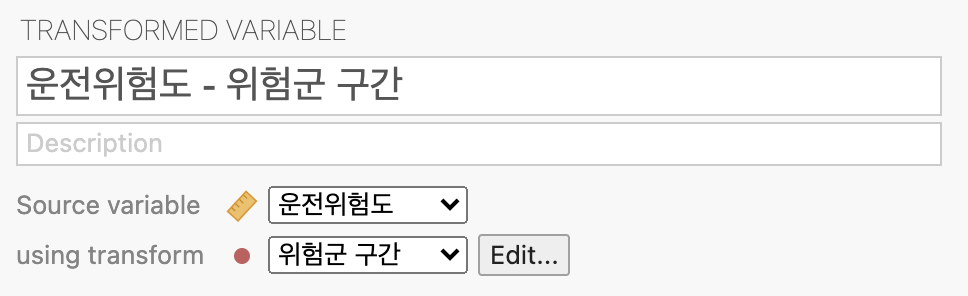 TRANSFORMED VARIABLE
운전위험도 - 위험군 구간
Description
Source variable 운전위험도
using transform 위험군 구간 Edit...